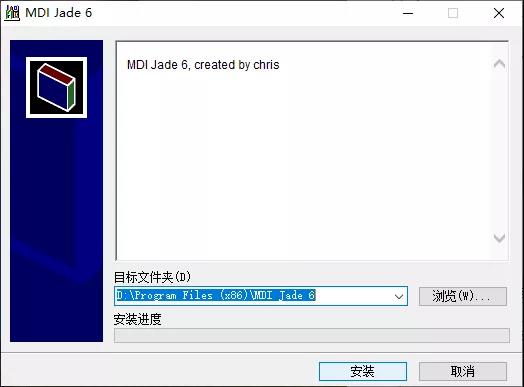 MDI Jade 6
MDI Jade 6, created by chris
目标文件夹(D)
D:\Program Files (x86)\MDI Jade 6
浏览(W)...
安装进度
安装
取消